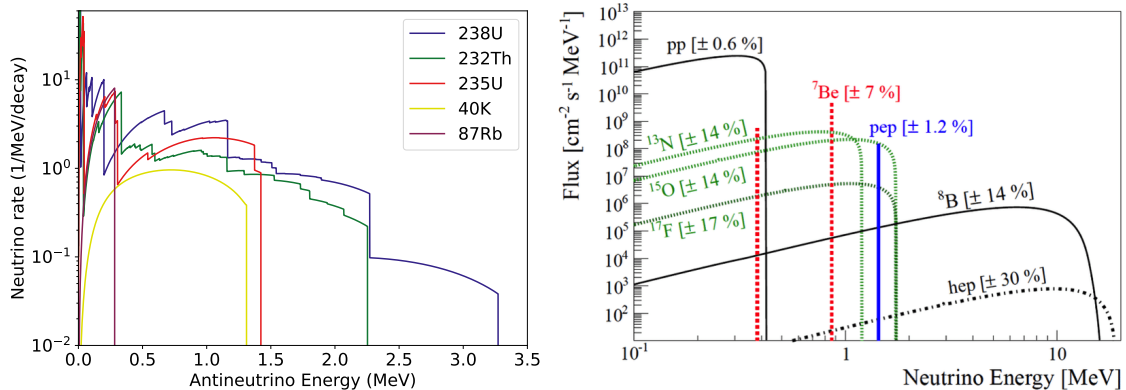 238U
232Th
235U
40K
87Rb
10¹
10⁰
10⁻¹
10⁻²
Neutrino rate (1/MeV/decay)
0.0 0.5 1.0 1.5 2.0 2.5 3.0 3.5
Antineutrino Energy (MeV)
Flux [cm⁻² s⁻¹ MeV⁻¹]
10¹³
10¹²
10¹¹
10¹⁰
10⁹
10⁸
10⁷
10⁶
10⁵
10⁴
10³
10²
pp [± 0.6 %]
⁷Be [± 7 %]
pep [± 1.2 %]
¹³N [± 14 %]
¹⁵O [± 14 %]
¹⁷F [± 17 %]
⁸B [± 14 %]
hep [± 30 %]
10⁻¹ 1 10
Neutrino Energy [MeV]